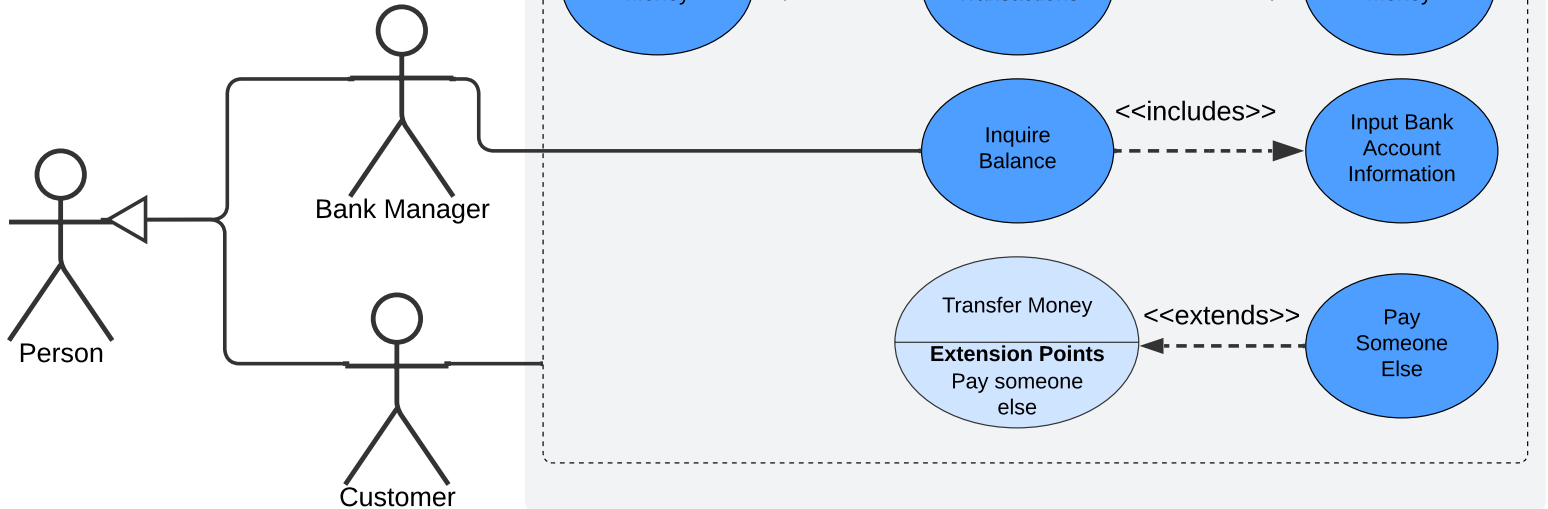 Inquire
Balance
<<includes>>
Input Bank
Account
Information
Bank Manager
Person
Transfer Money
Extension Points
Pay someone
else
<<extends>>
Pay
Someone
Else
Customer